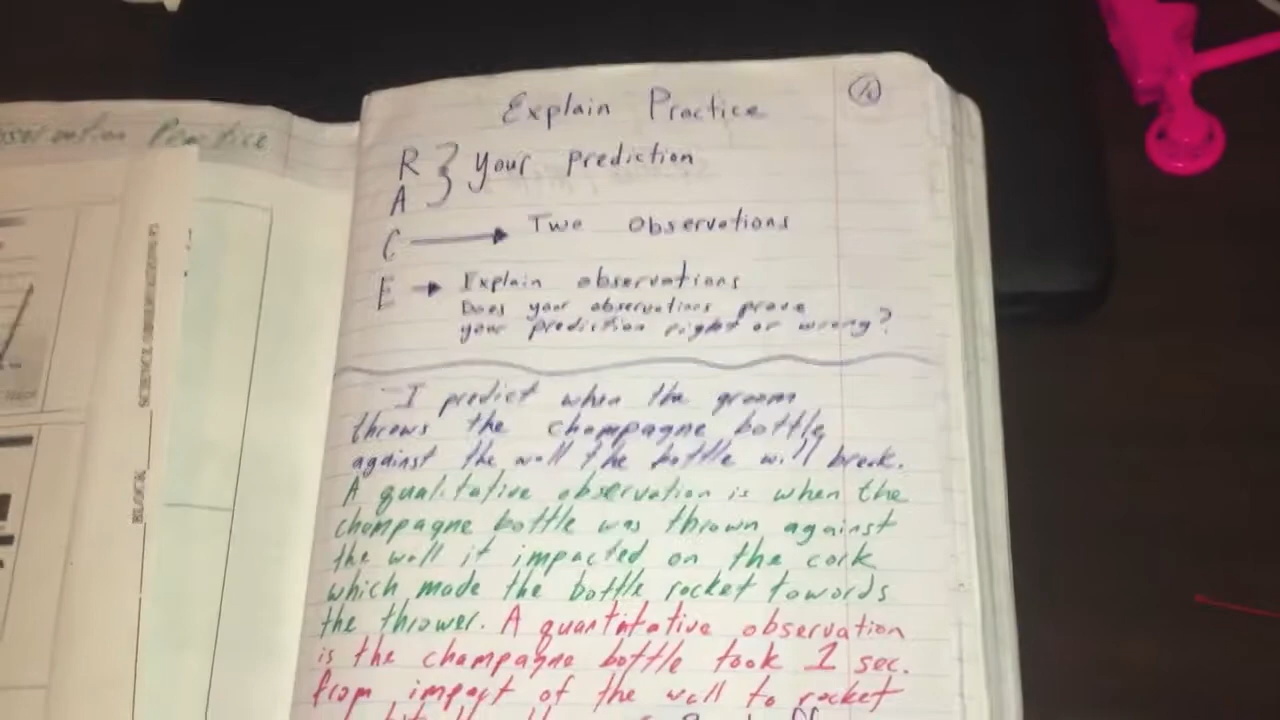 Observation Practice
Explain Practice
R
A } Your prediction
C → Two Observations
E → Explain observations
Does your observations prove
your prediction right or wrong?
I predict when the groom
throws the champagne bottle
against the wall the bottle will break.
A qualitative observation is when the
champagne bottle was thrown against
the wall it impacted on the cork
which made the bottle rocket towards
the thrower. A quantitative observation
is the champagne bottle took 1 sec.
from impact of the wall to rocket